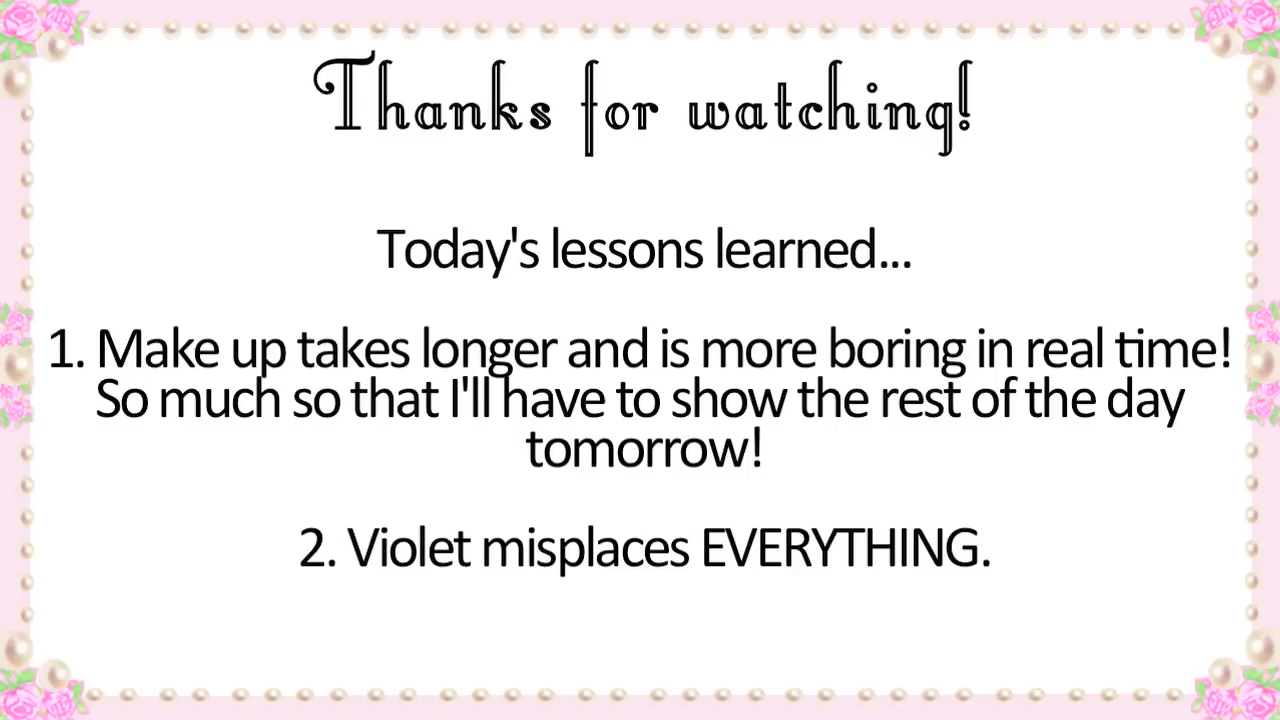 Thanks for watching!
Today's lessons learned...
1. Make up takes longer and is more boring in real time!
So much so that I'll have to show the rest of the day
tomorrow!
2. Violet misplaces EVERYTHING.